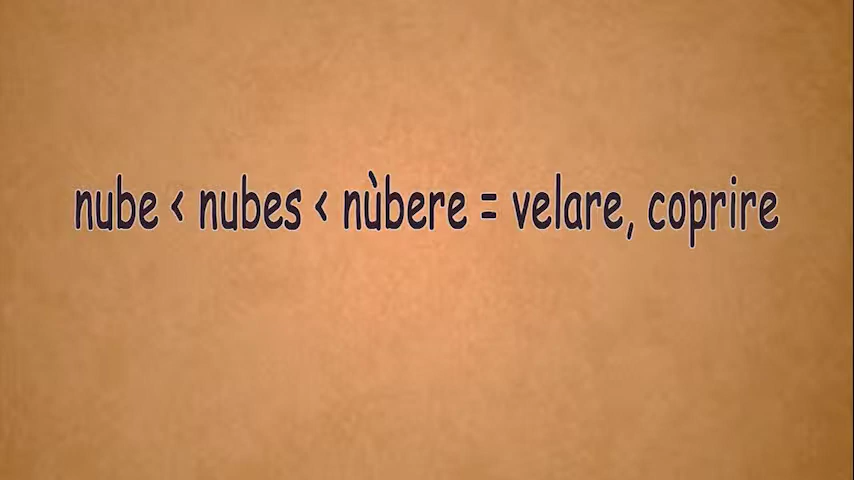 nube < nubes < nùbere = velare, coprire